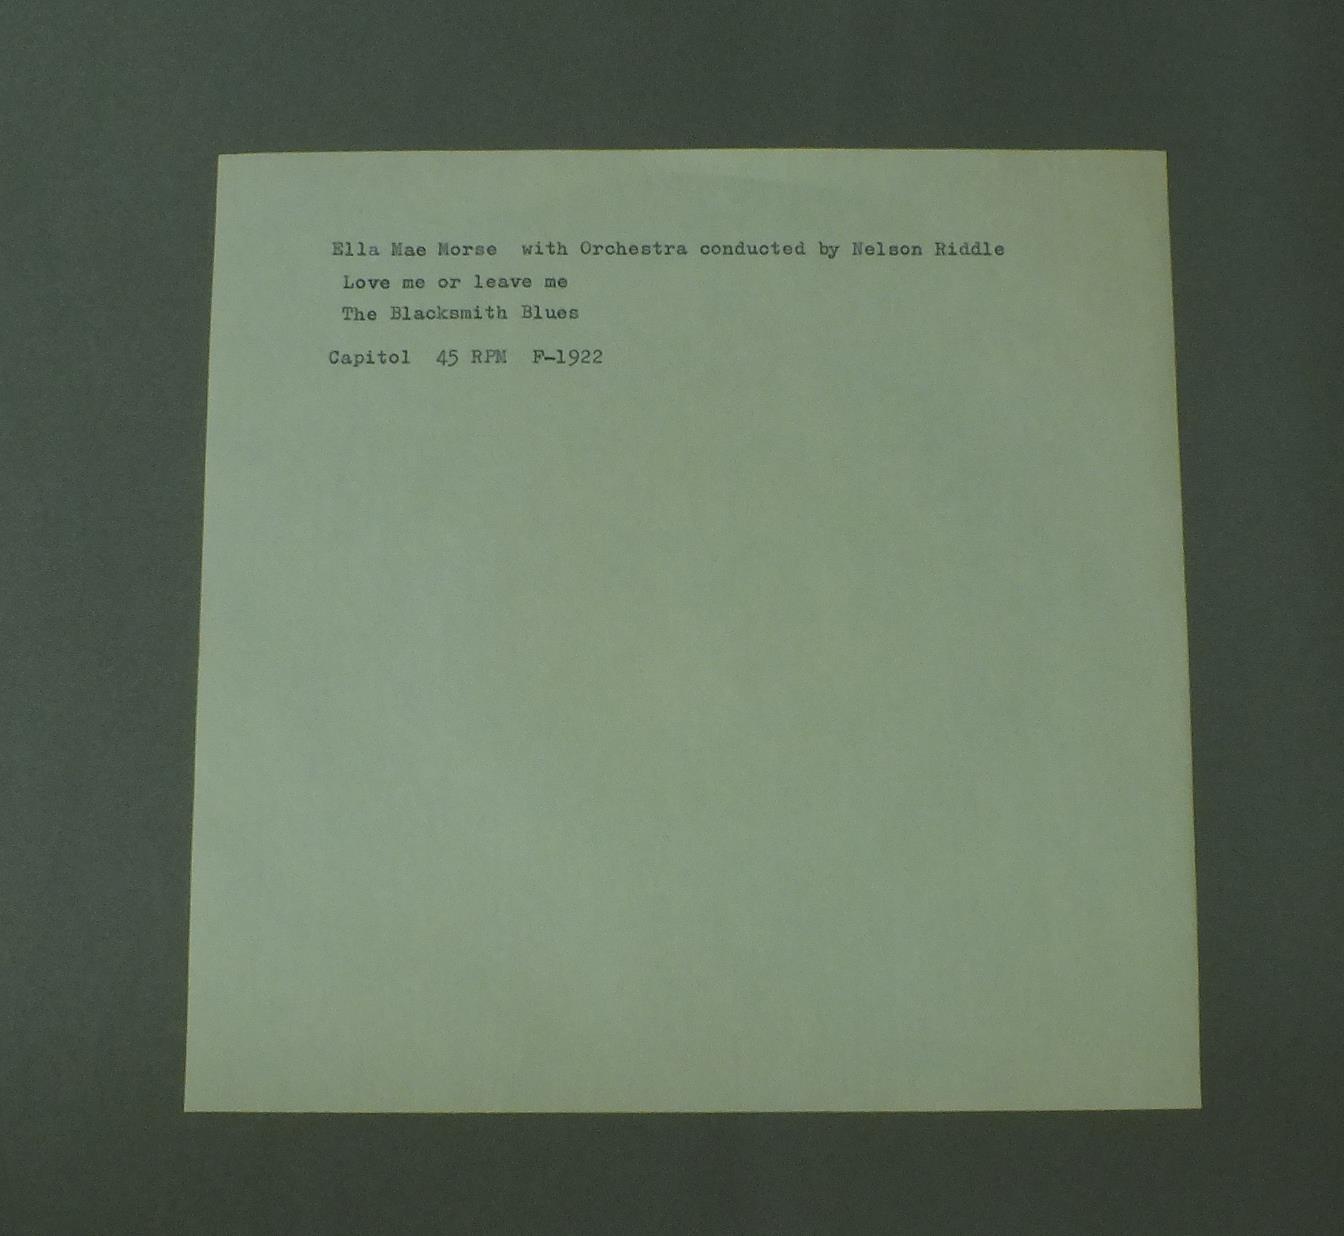 Ella Mae Morse  with Orchestra conducted by Nelson Riddle
Love me or leave me
The Blacksmith Blues
Capitol  45 RPM  F-1922